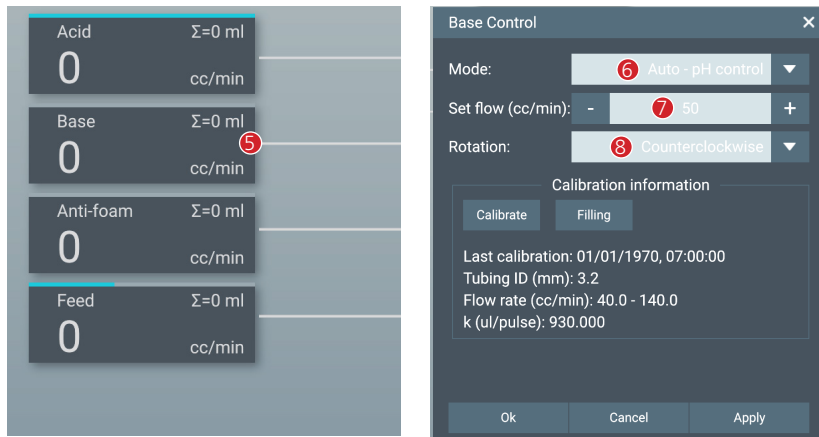 Acid Σ=0 ml
0 cc/min
Base Σ=0 ml
5
0 cc/min
Anti-foam Σ=0 ml
0 cc/min
Feed Σ=0 ml
0 cc/min
Base Control ×
Mode: 6 Auto - pH control
Set flow (cc/min): - 7 50 +
Rotation: 8 Counterclockwise
Calibration information
Calibrate Filling
Last calibration: 01/01/1970, 07:00:00
Tubing ID (mm): 3.2
Flow rate (cc/min): 40.0 - 140.0
k (ul/pulse): 930.000
Ok Cancel Apply